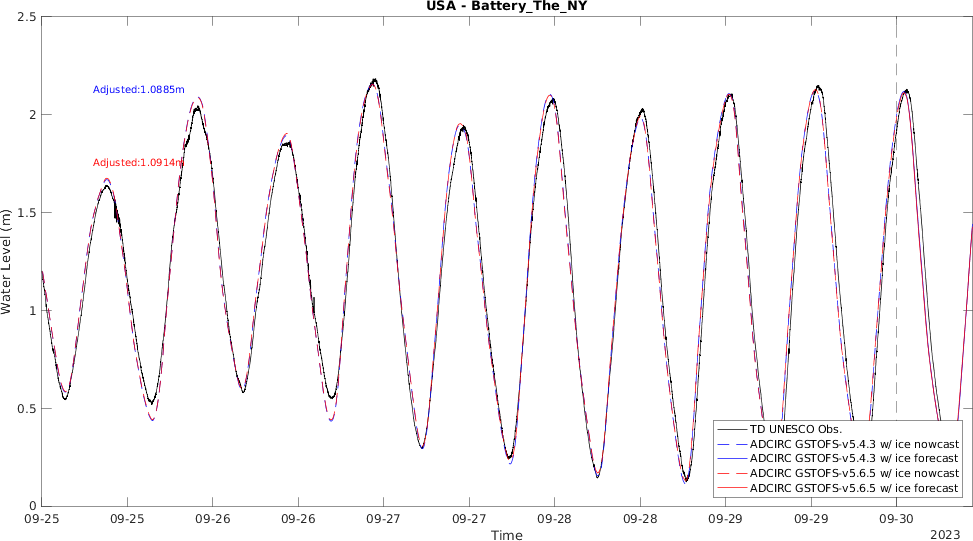 USA - Battery_The_NY
2.5
Adjusted:1.0885m
2
Adjusted:1.0914m
1.5
Water Level (m)
1
0.5
0
TD UNESCO Obs.
ADCIRC GSTOFS-v5.4.3 w/ ice nowcast
ADCIRC GSTOFS-v5.4.3 w/ ice forecast
ADCIRC GSTOFS-v5.6.5 w/ ice nowcast
ADCIRC GSTOFS-v5.6.5 w/ ice forecast
09-25 09-25 09-26 09-26 09-27 09-27 09-28 09-28 09-29 09-29 09-30
Time
2023